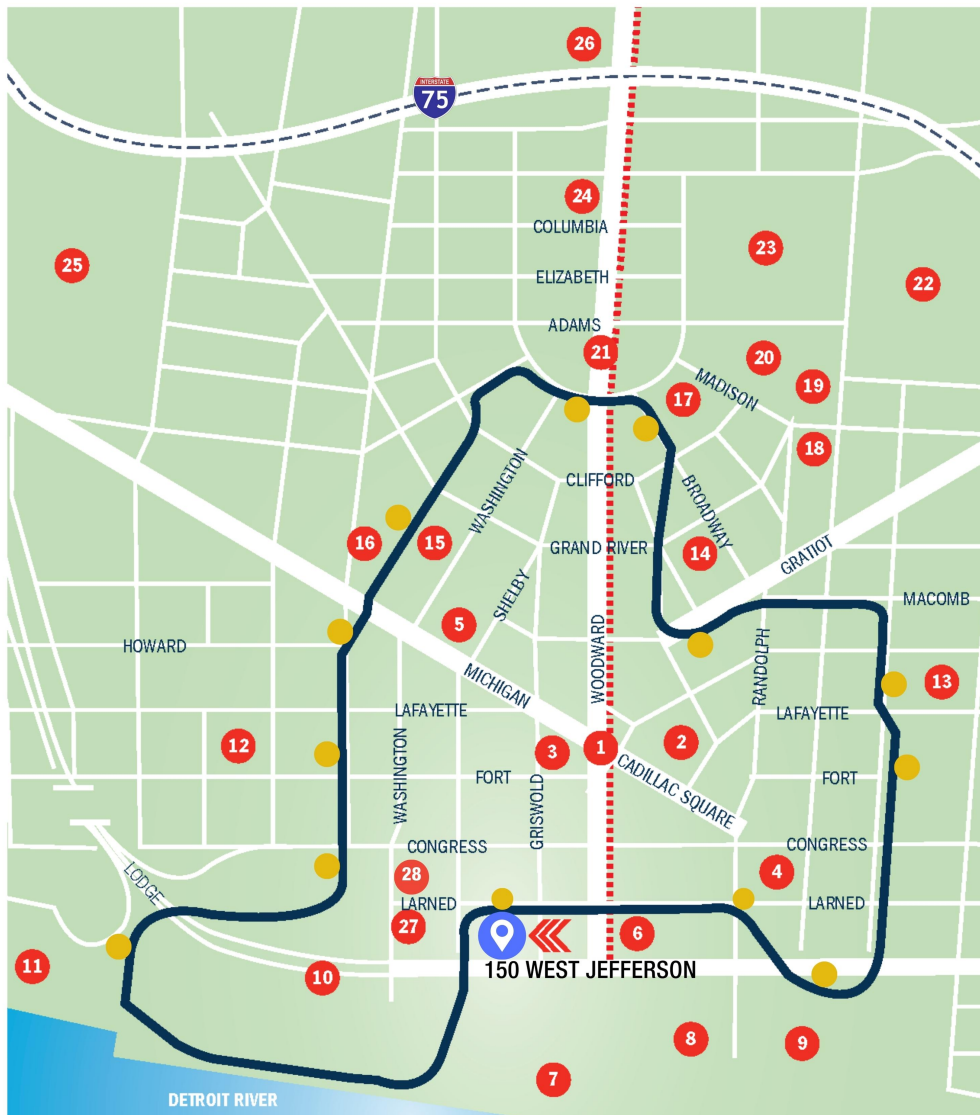 26
INTERSTATE
75
24
COLUMBIA
23
25
ELIZABETH
22
ADAMS
21
20
19
MADISON
17
18
WASHINGTON
CLIFFORD
BROADWAY
16
15
GRAND RIVER
14
GRATIOT
SHELBY
MACOMB
5
HOWARD
WOODWARD
RANDOLPH
MICHIGAN
13
LAFAYETTE
LAFAYETTE
12
3
1
2
WASHINGTON
FORT
GRISWOLD
CADILLAC SQUARE
FORT
CONGRESS
CONGRESS
LODGE
28
4
LARNED
LARNED
27
6
11
10
150 WEST JEFFERSON
8
9
7
DETROIT RIVER